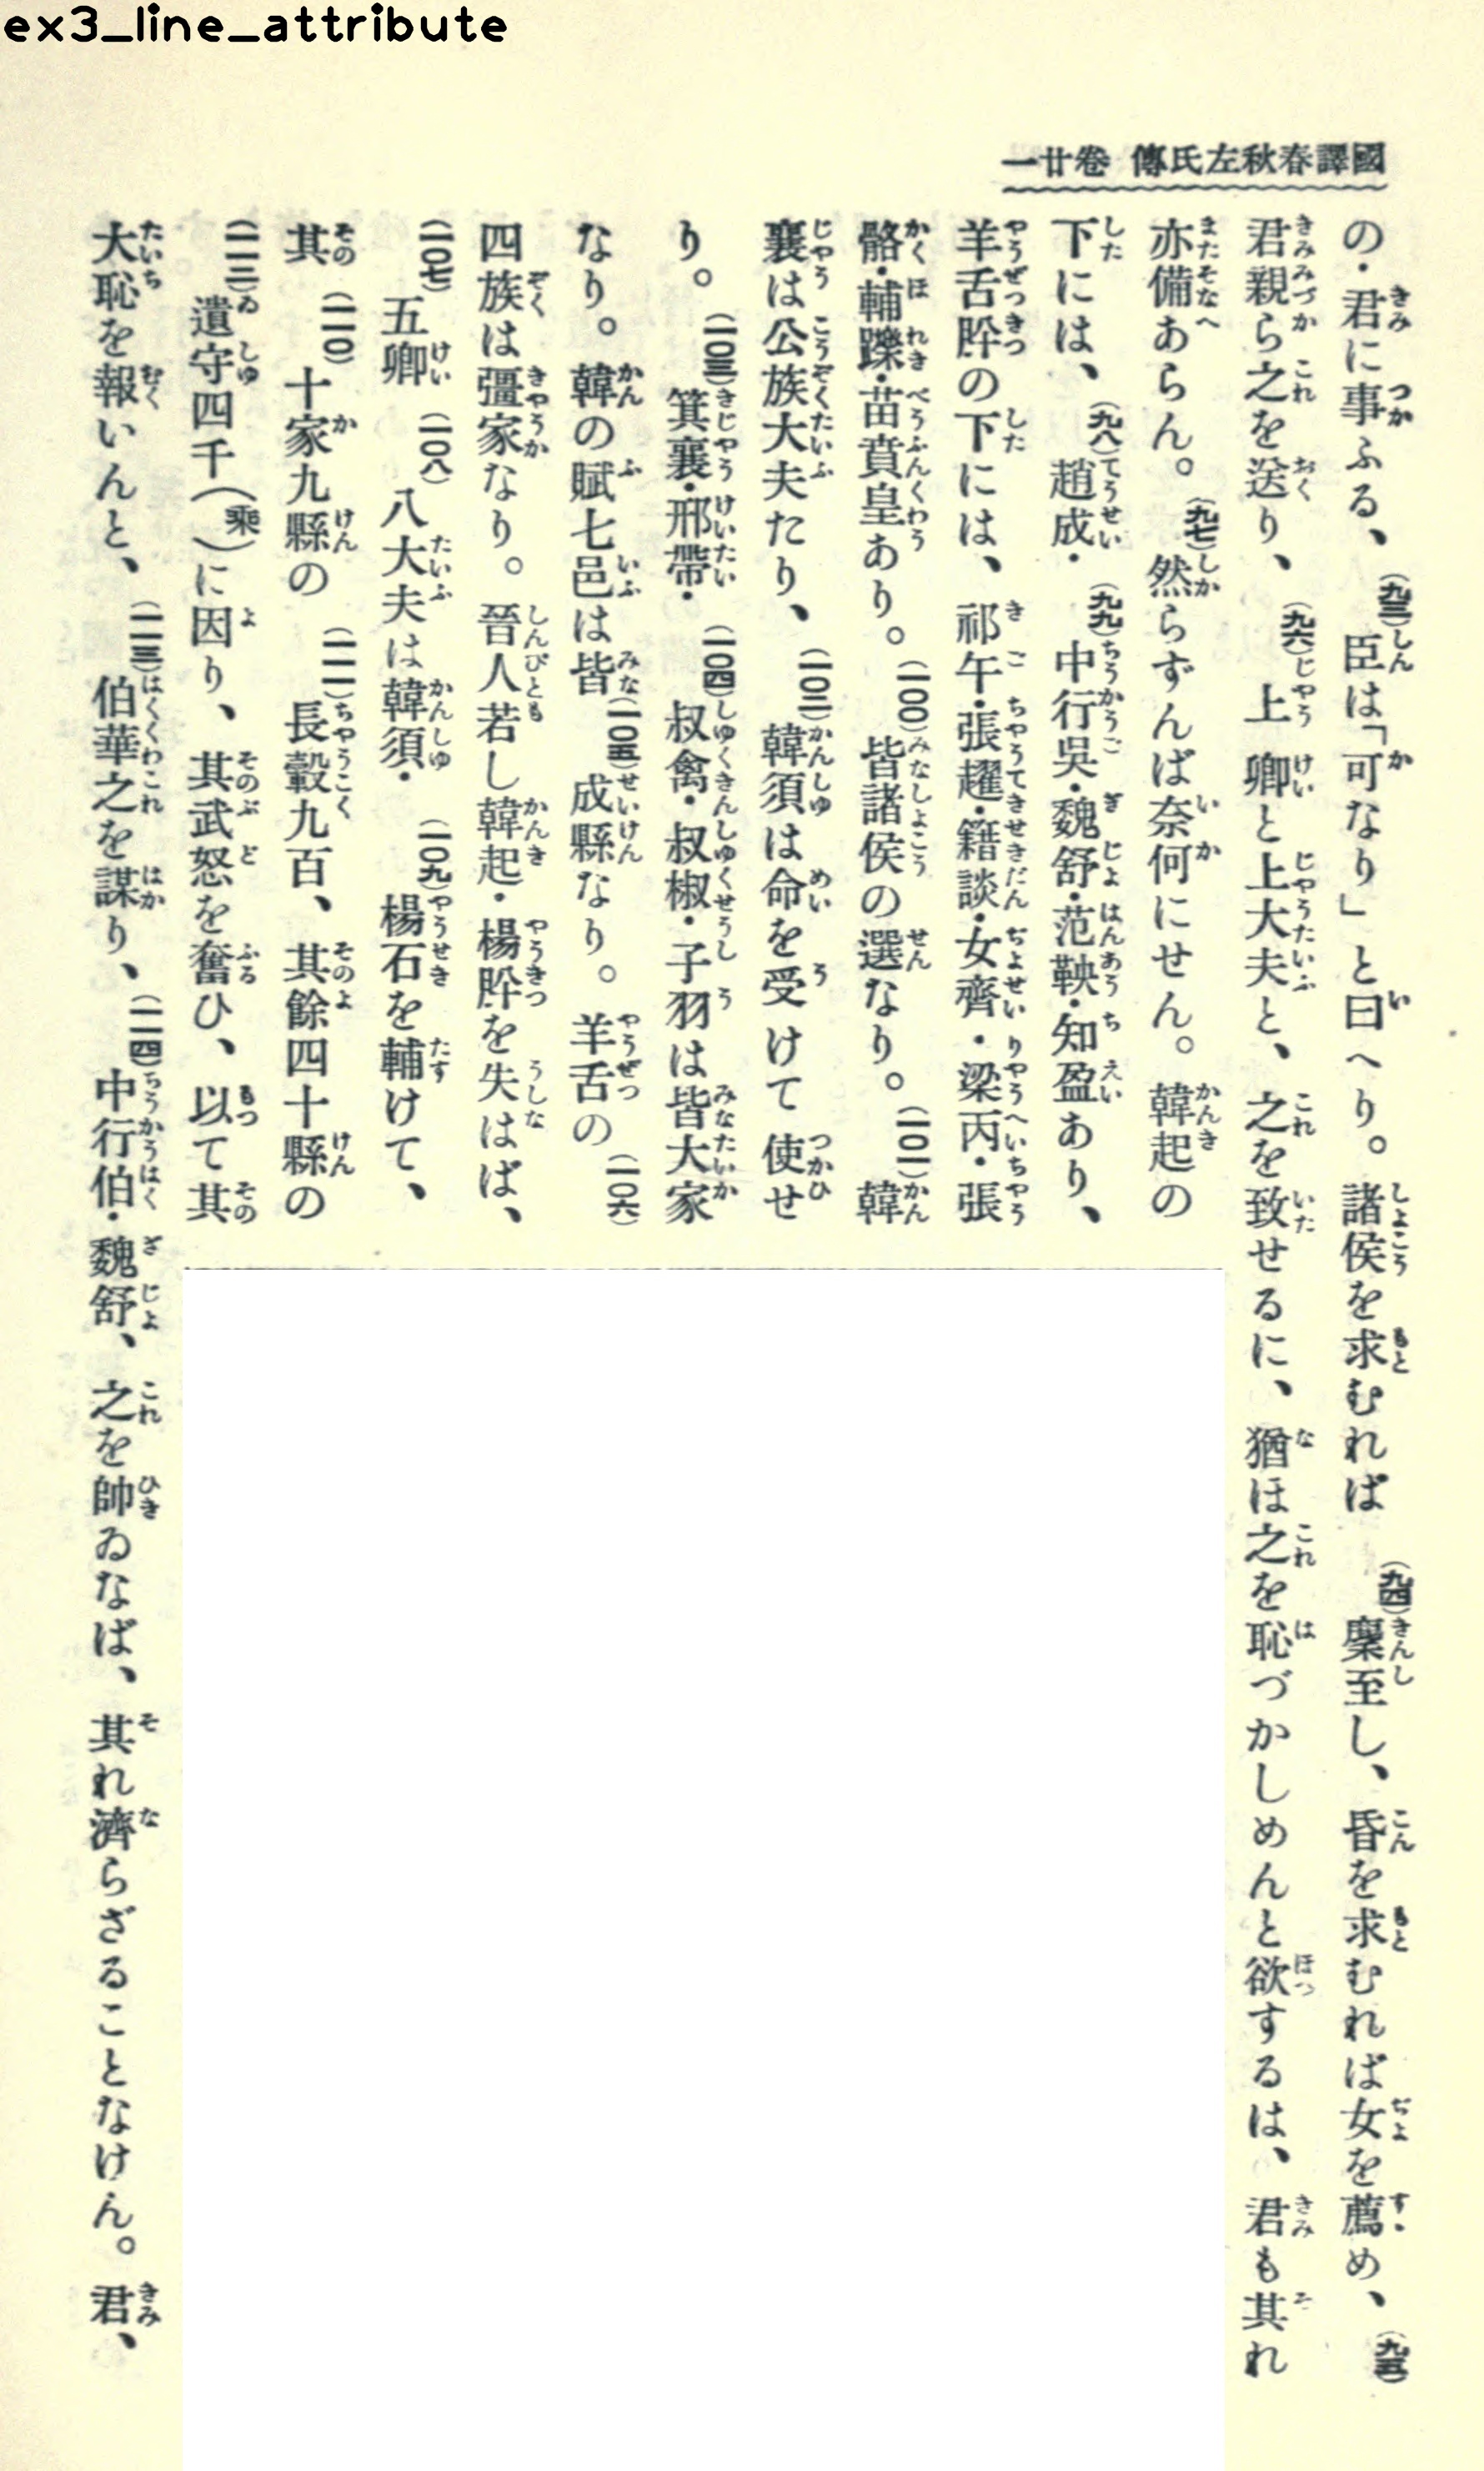 ex3_line_attribute
國譯春秋左氏傳 卷廿一
の・君に事ふる、(九三)臣は「可なり」と曰へり。諸侯を求むれば(九四)麇至し、昏を求むれば女を薦め、(九五)
君親ら之を送り、(九六)上卿と上大夫と、之を致せるに、猶ほ之を恥づかしめんと欲するは、君も其れ
亦備あらん。(九七)然らずんば奈何にせん。韓起の
下には、(九八)趙成・(九九)中行吳・魏舒・范鞅・知盈あり、
羊舌肸の下には、祁午・張趯・籍談・女齊・梁丙・張
骼・輔躒・苗賁皇あり。(一〇〇)皆諸侯の選なり。(一〇一)韓
襄は公族大夫たり、(一〇二)韓須は命を受けて使せ
り。(一〇三)箕襄・邢帶・(一〇四)叔禽・叔椒・子羽は皆大家
なり。韓の賦七邑は皆(一〇五)成縣なり。羊舌の(一〇六)
四族は彊家なり。晉人若し韓起・楊肸を失はば、
(一〇七)五卿(一〇八)八大夫は韓須・(一〇九)楊石を輔けて、
其(一一〇)十家九縣の(一一一)長轂九百、其餘四十縣の
(一一二)遺守四千(乘)に因り、其武怒を奮ひ、以て其
大恥を報いんと、(一一三)伯華之を謀り、(一一四)中行伯・魏舒、之を帥ゐなば、其れ濟らざることなけん。君、